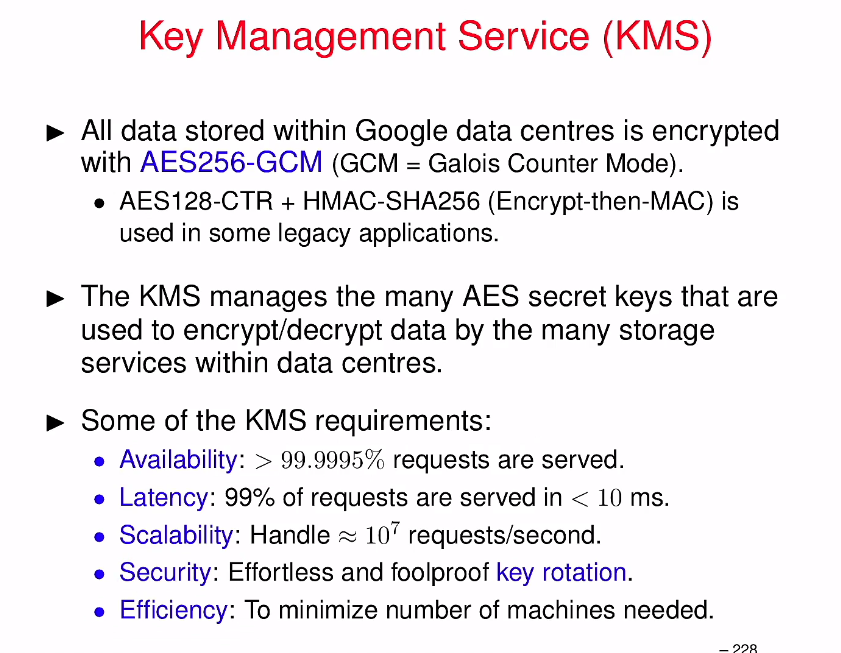 Key Management Service (KMS)
▶ All data stored within Google data centres is encrypted
with AES256-GCM (GCM = Galois Counter Mode).
• AES128-CTR + HMAC-SHA256 (Encrypt-then-MAC) is
used in some legacy applications.
▶ The KMS manages the many AES secret keys that are
used to encrypt/decrypt data by the many storage
services within data centres.
▶ Some of the KMS requirements:
• Availability: > 99.9995% requests are served.
• Latency: 99% of requests are served in < 10 ms.
• Scalability: Handle ≈ 10⁷ requests/second.
• Security: Effortless and foolproof key rotation.
• Efficiency: To minimize number of machines needed.
– 228